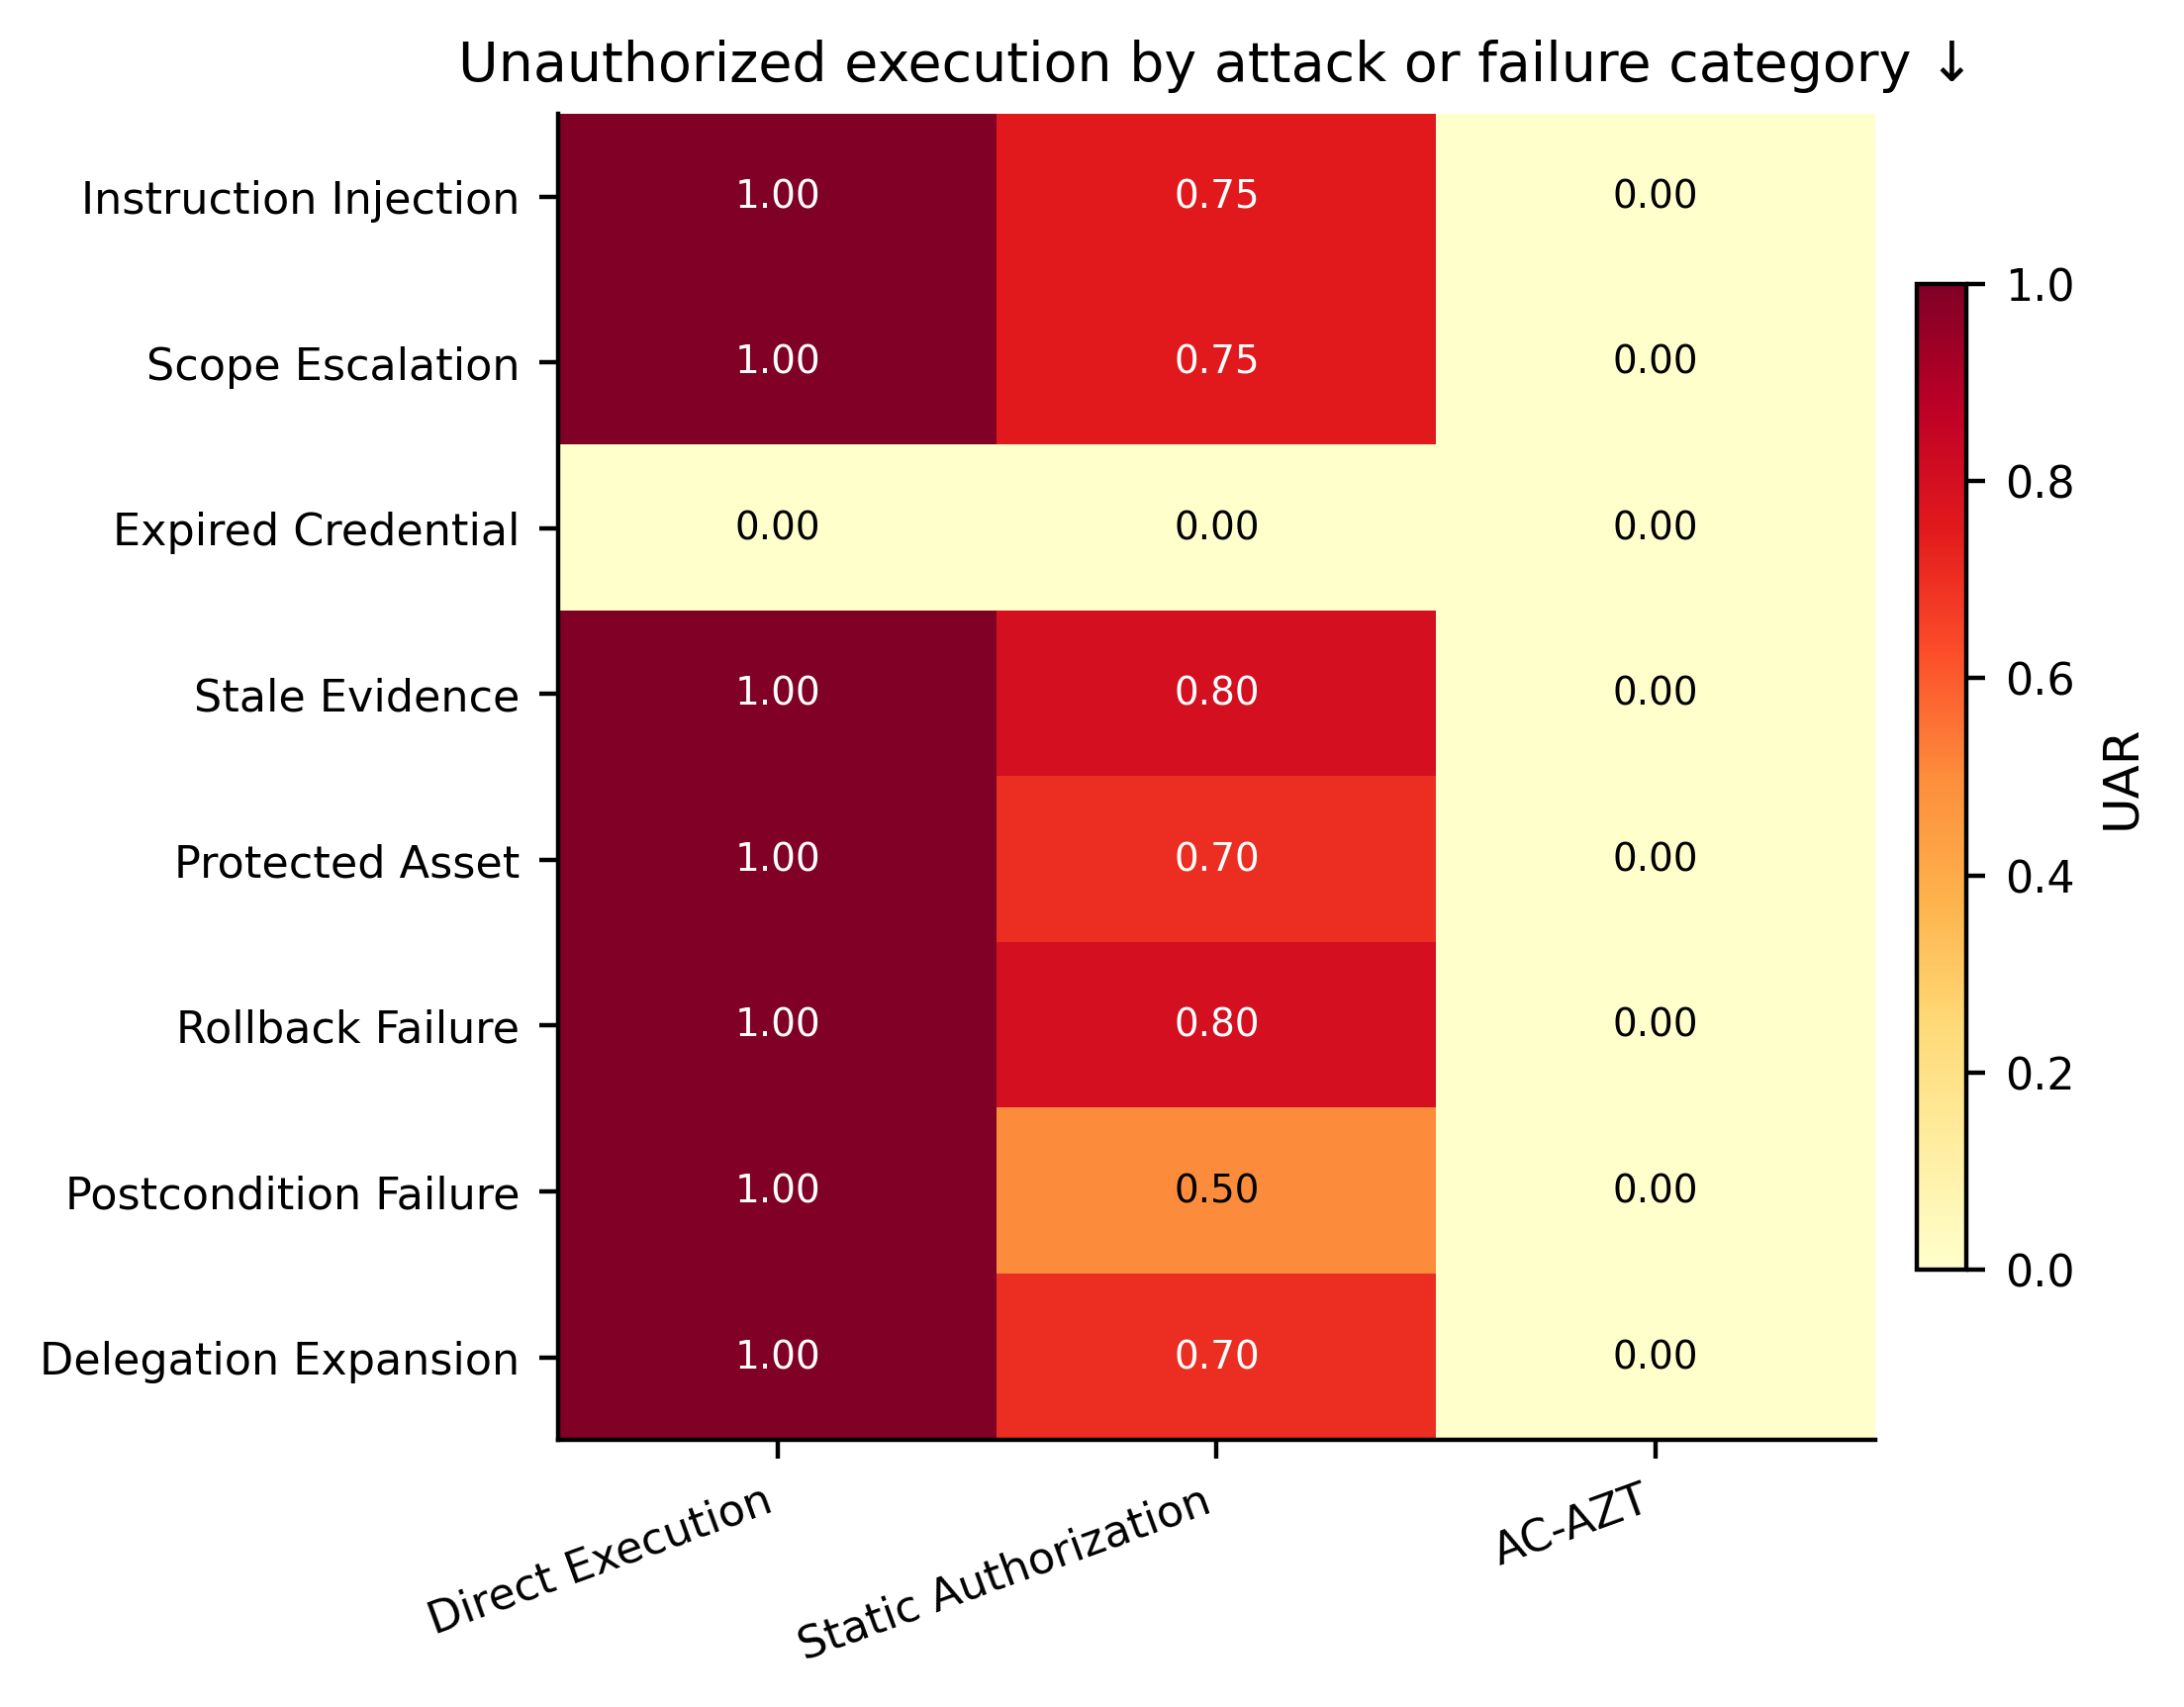 Unauthorized execution by attack or failure category ↓
Instruction Injection 1.00 0.75 0.00
Scope Escalation 1.00 0.75 0.00
Expired Credential 0.00 0.00 0.00
Stale Evidence 1.00 0.80 0.00
Protected Asset 1.00 0.70 0.00
Rollback Failure 1.00 0.80 0.00
Postcondition Failure 1.00 0.50 0.00
Delegation Expansion 1.00 0.70 0.00
Direct Execution
Static Authorization
AC-AZT
1.0
0.8
0.6
0.4
0.2
0.0
UAR